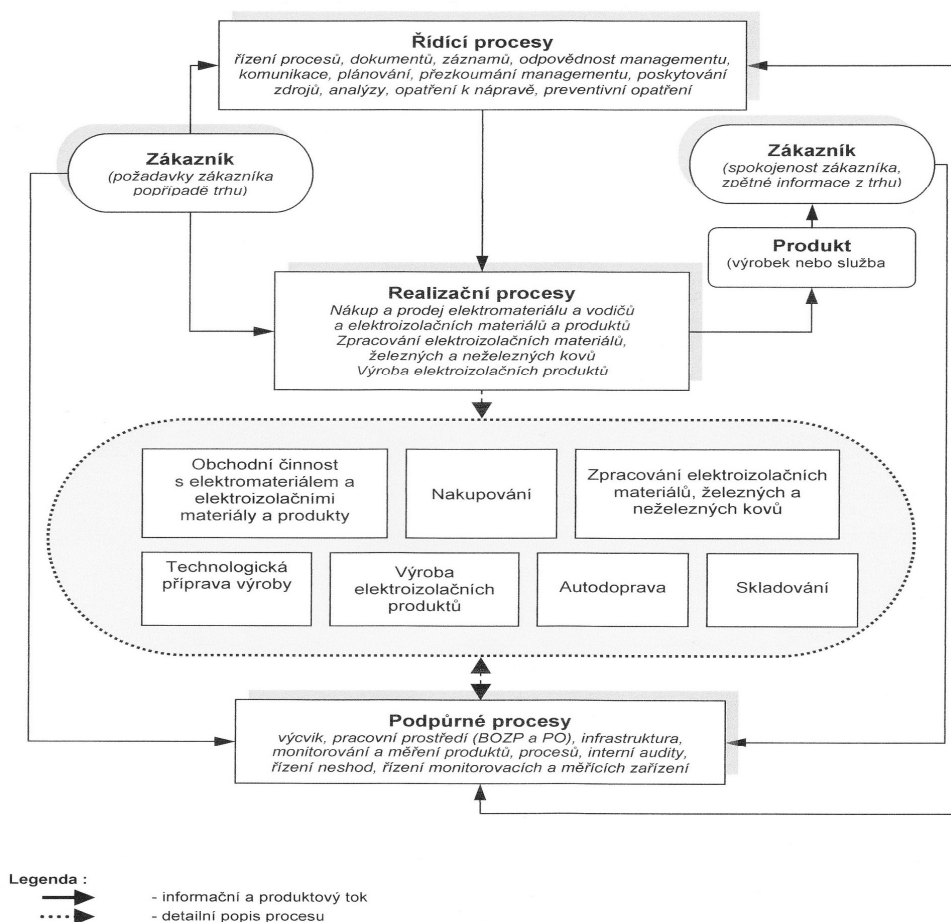 Řídící procesy
řízení procesů, dokumentů, záznamů, odpovědnost managementu,
komunikace, plánování, přezkoumání managementu, poskytování
zdrojů, analýzy, opatření k nápravě, preventivní opatření
Zákazník
(požadavky zákazníka
popřípadě trhu)
Zákazník
(spokojenost zákazníka,
zpětné informace z trhu)
Produkt
(výrobek nebo služba
Realizační procesy
Nákup a prodej elektromateriálu a vodičů
a elektroizolačních materiálů a produktů
Zpracování elektroizolačních materiálů,
železných a neželezných kovů
Výroba elektroizolačních produktů
Obchodní činnost
s elektromateriálem a
elektroizolačními
materiály a produkty
Nakupování
Zpracování elektroizolačních
materiálů, železných a
neželezných kovů
Technologická
příprava výroby
Výroba
elektroizolačních
produktů
Autodoprava
Skladování
Podpůrné procesy
výcvik, pracovní prostředí (BOZP a PO), infrastruktura,
monitorování a měření produktů, procesů, interní audity,
řízení neshod, řízení monitorovacích a měřících zařízení
Legenda :
- informační a produktový tok
- detailní popis procesu